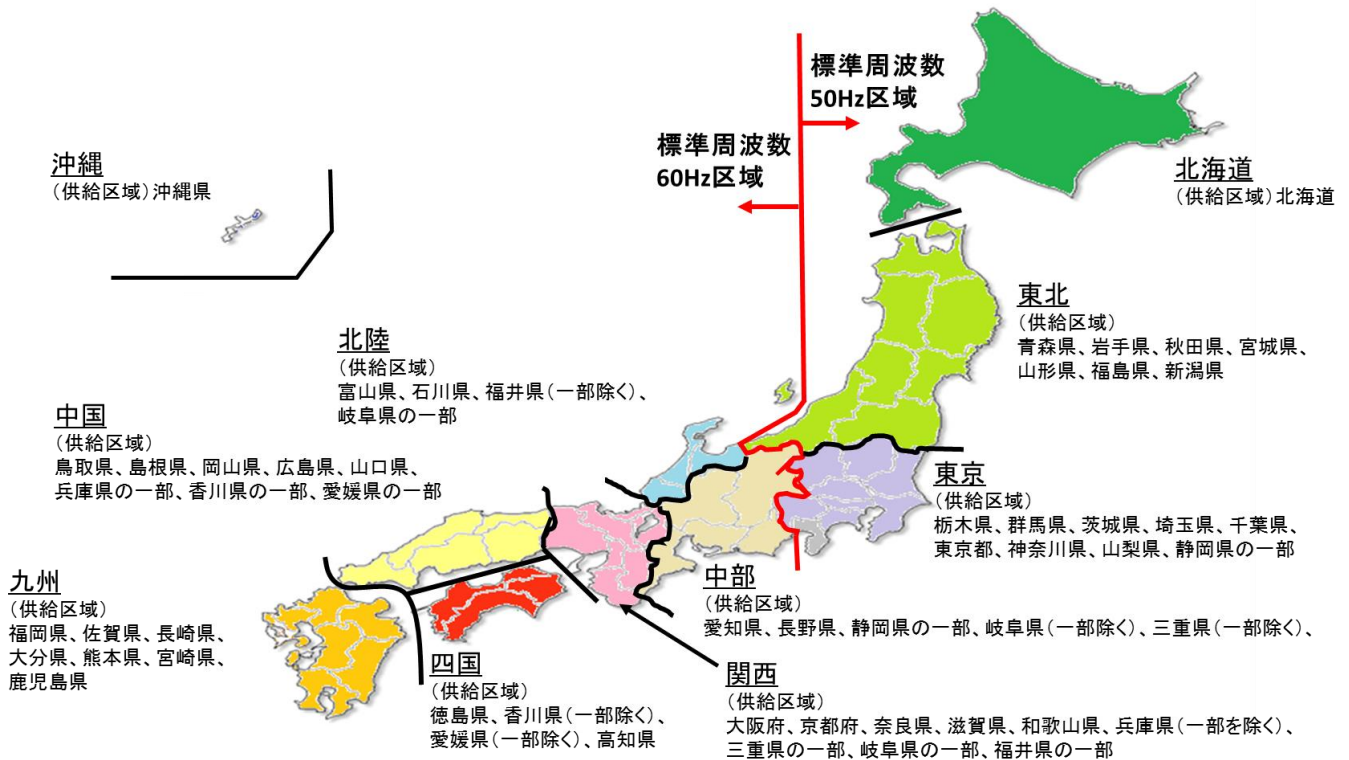 標準周波数
50Hz区域
標準周波数
60Hz区域
沖縄
(供給区域)沖縄県
北海道
(供給区域)北海道
東北
(供給区域)
青森県、岩手県、秋田県、宮城県、
山形県、福島県、新潟県
北陸
(供給区域)
富山県、石川県、福井県(一部除く)、
岐阜県の一部
中国
(供給区域)
鳥取県、島根県、岡山県、広島県、山口県、
兵庫県の一部、香川県の一部、愛媛県の一部
東京
(供給区域)
栃木県、群馬県、茨城県、埼玉県、千葉県、
東京都、神奈川県、山梨県、静岡県の一部
中部
(供給区域)
愛知県、長野県、静岡県の一部、岐阜県(一部除く)、三重県(一部除く)、
九州
(供給区域)
福岡県、佐賀県、長崎県、
大分県、熊本県、宮崎県、
鹿児島県
四国
(供給区域)
徳島県、香川県(一部除く)、
愛媛県(一部除く)、高知県
関西
(供給区域)
大阪府、京都府、奈良県、滋賀県、和歌山県、兵庫県(一部を除く)、
三重県の一部、岐阜県の一部、福井県の一部